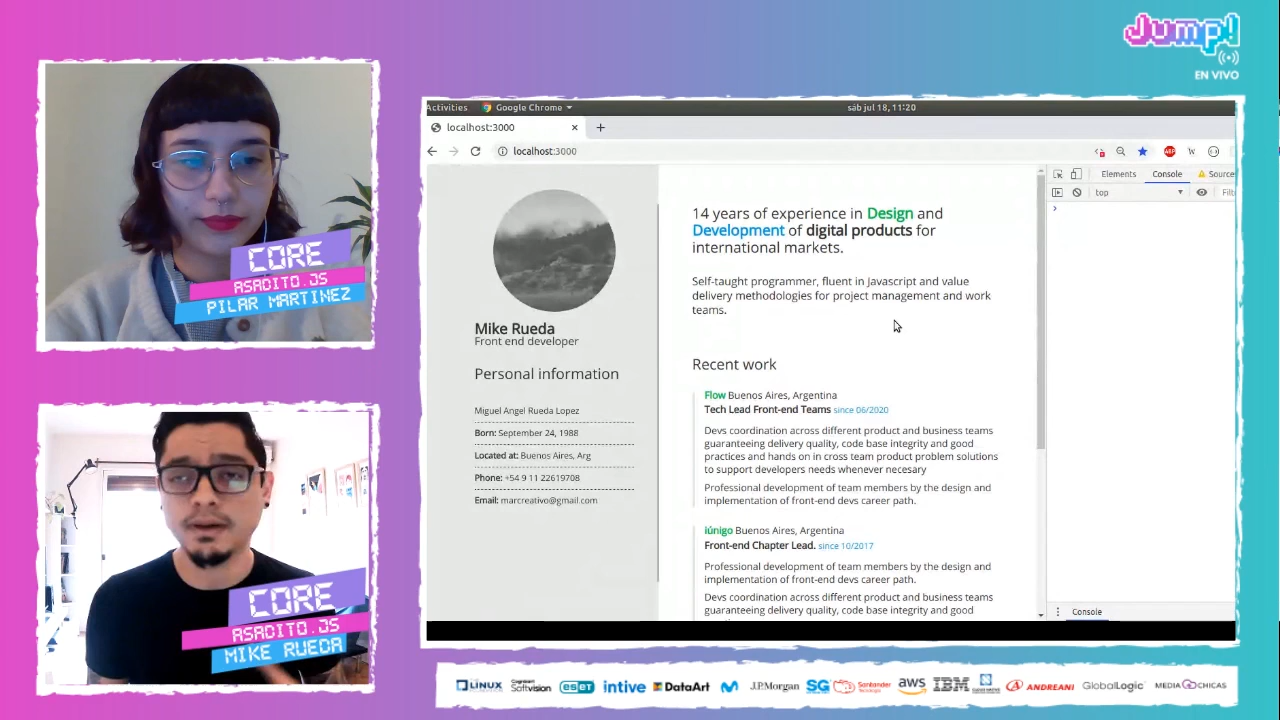 Jump!
EN VIVO
CORE
ASADITO.JS
PILAR MARTINEZ
CORE
ASADITO.JS
MIKE RUEDA
Activities
Google Chrome
sáb jul 18, 11:20
localhost:3000
localhost:3000
ABP
W
Elements
Console
Source
top
Filt
Mike Rueda
Front end developer
Personal information
Miguel Angel Rueda Lopez
Born: September 24, 1988
Located at: Buenos Aires, Arg
Phone: +54 9 11 22619708
Email: marcreativo@gmail.com
14 years of experience in Design and
Development of digital products for
international markets.
Self-taught programmer, fluent in Javascript and value
delivery methodologies for project management and work
teams.
Recent work
Flow Buenos Aires, Argentina
Tech Lead Front-end Teams since 06/2020
Devs coordination across different product and business teams
guaranteeing delivery quality, code base integrity and good
practices and hands on in cross team product problem solutions
to support developers needs whenever necesary
Professional development of team members by the design and
implementation of front-end devs career path.
iúnigo Buenos Aires, Argentina
Front-end Chapter Lead. since 10/2017
Professional development of team members by the design and
implementation of front-end devs career path.
Devs coordination across different product and business teams
guaranteeing delivery quality, code base integrity and good
Console
LINUX
Cognizant Softvision
eset
intive
DataArt
J.P.Morgan
SG
Santander
Tecnología
aws
IBM
ANDREANI
GlobalLogic
MEDIA CHICAS